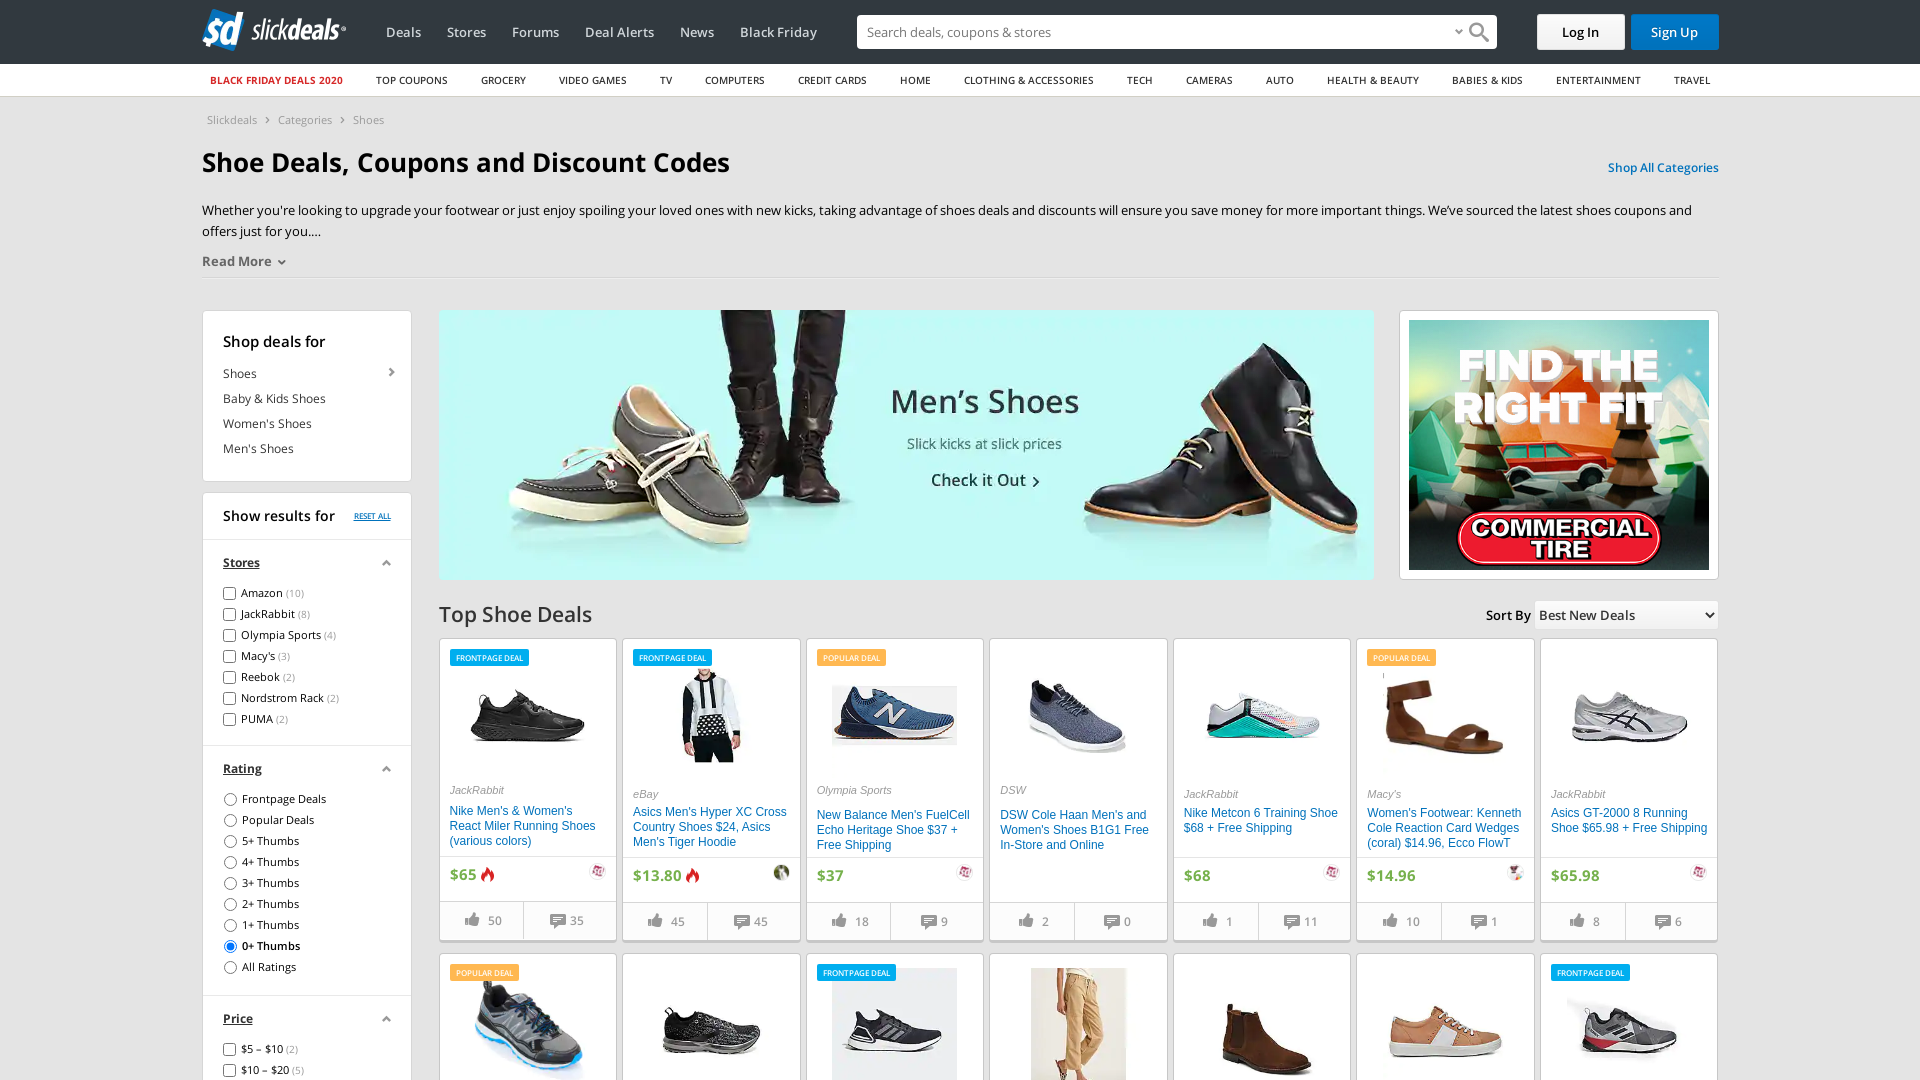 sd slickdeals
Deals
Stores
Forums
Deal Alerts
News
Black Friday
Search deals, coupons & stores
Log In
Sign Up
BLACK FRIDAY DEALS 2020
TOP COUPONS
GROCERY
VIDEO GAMES
TV
COMPUTERS
CREDIT CARDS
HOME
CLOTHING & ACCESSORIES
TECH
CAMERAS
AUTO
HEALTH & BEAUTY
BABIES & KIDS
ENTERTAINMENT
TRAVEL
Slickdeals > Categories > Shoes
Shoe Deals, Coupons and Discount Codes
Shop All Categories
Whether you're looking to upgrade your footwear or just enjoy spoiling your loved ones with new kicks, taking advantage of shoes deals and discounts will ensure you save money for more important things. We've sourced the latest shoes coupons and
offers just for you....
Read More
Shop deals for
Shoes
Baby & Kids Shoes
Women's Shoes
Men's Shoes
Show results for
RESET ALL
Stores
Amazon (10)
JackRabbit (8)
Olympia Sports (4)
Macy's (3)
Reebok (2)
Nordstrom Rack (2)
PUMA (2)
Rating
Frontpage Deals
Popular Deals
5+ Thumbs
4+ Thumbs
3+ Thumbs
2+ Thumbs
1+ Thumbs
0+ Thumbs
All Ratings
Price
$5 – $10 (2)
$10 – $20 (5)
Men's Shoes
Slick kicks at slick prices
Check it Out >
FIND THE
RIGHT FIT
COMMERCIAL
TIRE
Top Shoe Deals
Sort By
Best New Deals
FRONTPAGE DEAL
JackRabbit
Nike Men's & Women's
React Miler Running Shoes
(various colors)
$65
50
35
FRONTPAGE DEAL
eBay
Asics Men's Hyper XC Cross
Country Shoes $24, Asics
Men's Tiger Hoodie
$13.80
45
45
POPULAR DEAL
Olympia Sports
New Balance Men's FuelCell
Echo Heritage Shoe $37 +
Free Shipping
$37
18
9
DSW
DSW Cole Haan Men's and
Women's Shoes B1G1 Free
In-Store and Online
2
0
JackRabbit
Nike Metcon 6 Training Shoe
$68 + Free Shipping
$68
1
11
POPULAR DEAL
Macy's
Women's Footwear: Kenneth
Cole Reaction Card Wedges
(coral) $14.96, Ecco FlowT
$14.96
10
1
JackRabbit
Asics GT-2000 8 Running
Shoe $65.98 + Free Shipping
$65.98
8
6
POPULAR DEAL
FRONTPAGE DEAL
FRONTPAGE DEAL